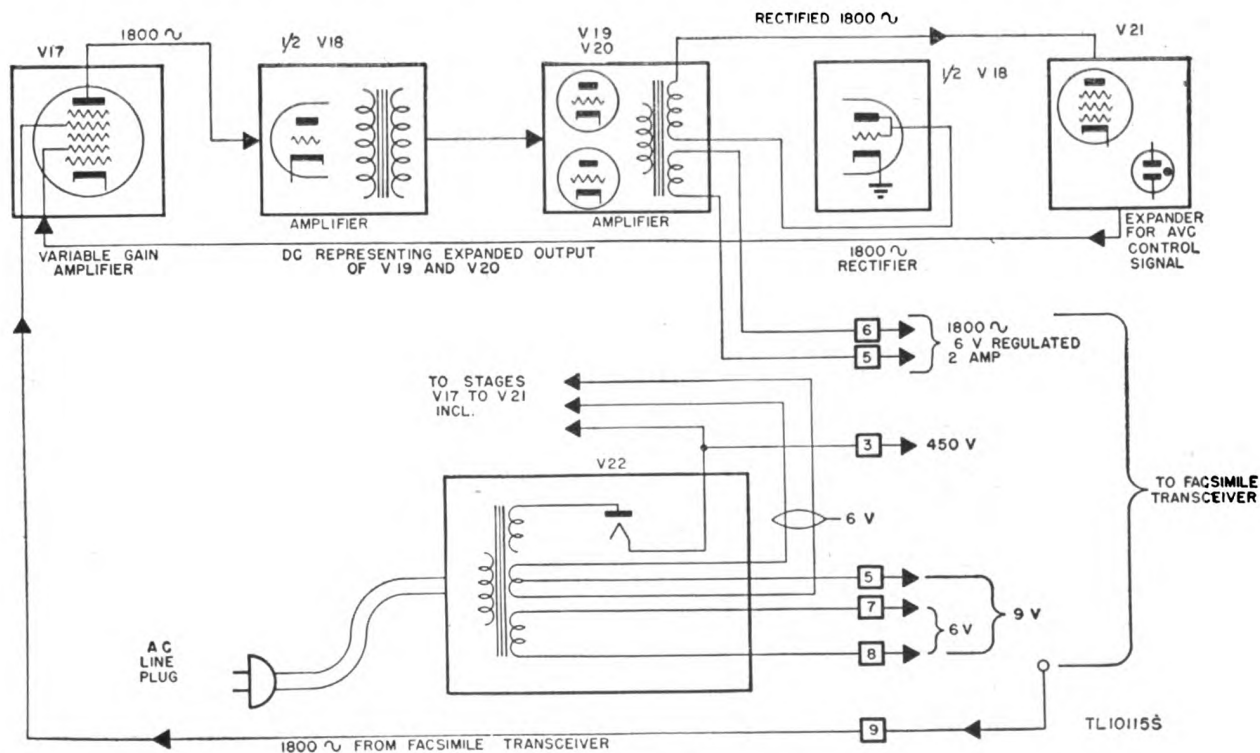 V17
1800 ~
1/2 V18
V19
V20
RECTIFIED 1800 ~
V21
1/2 V18
AMPLIFIER
AMPLIFIER
VARIABLE GAIN
AMPLIFIER
DC REPRESENTING EXPANDED OUTPUT
OF V19 AND V20
1800 ~
RECTIFIER
EXPANDER
FOR AVC
CONTROL
SIGNAL
6
5
1800 ~
6 V REGULATED
2 AMP
TO STAGES
V17 TO V21
INCL.
3
450 V
V22
6 V
TO FACSIMILE
TRANSCEIVER
5
7
8
6 V
9 V
AC
LINE
PLUG
9
1800 ~ FROM FACSIMILE TRANSCEIVER
TL10115S